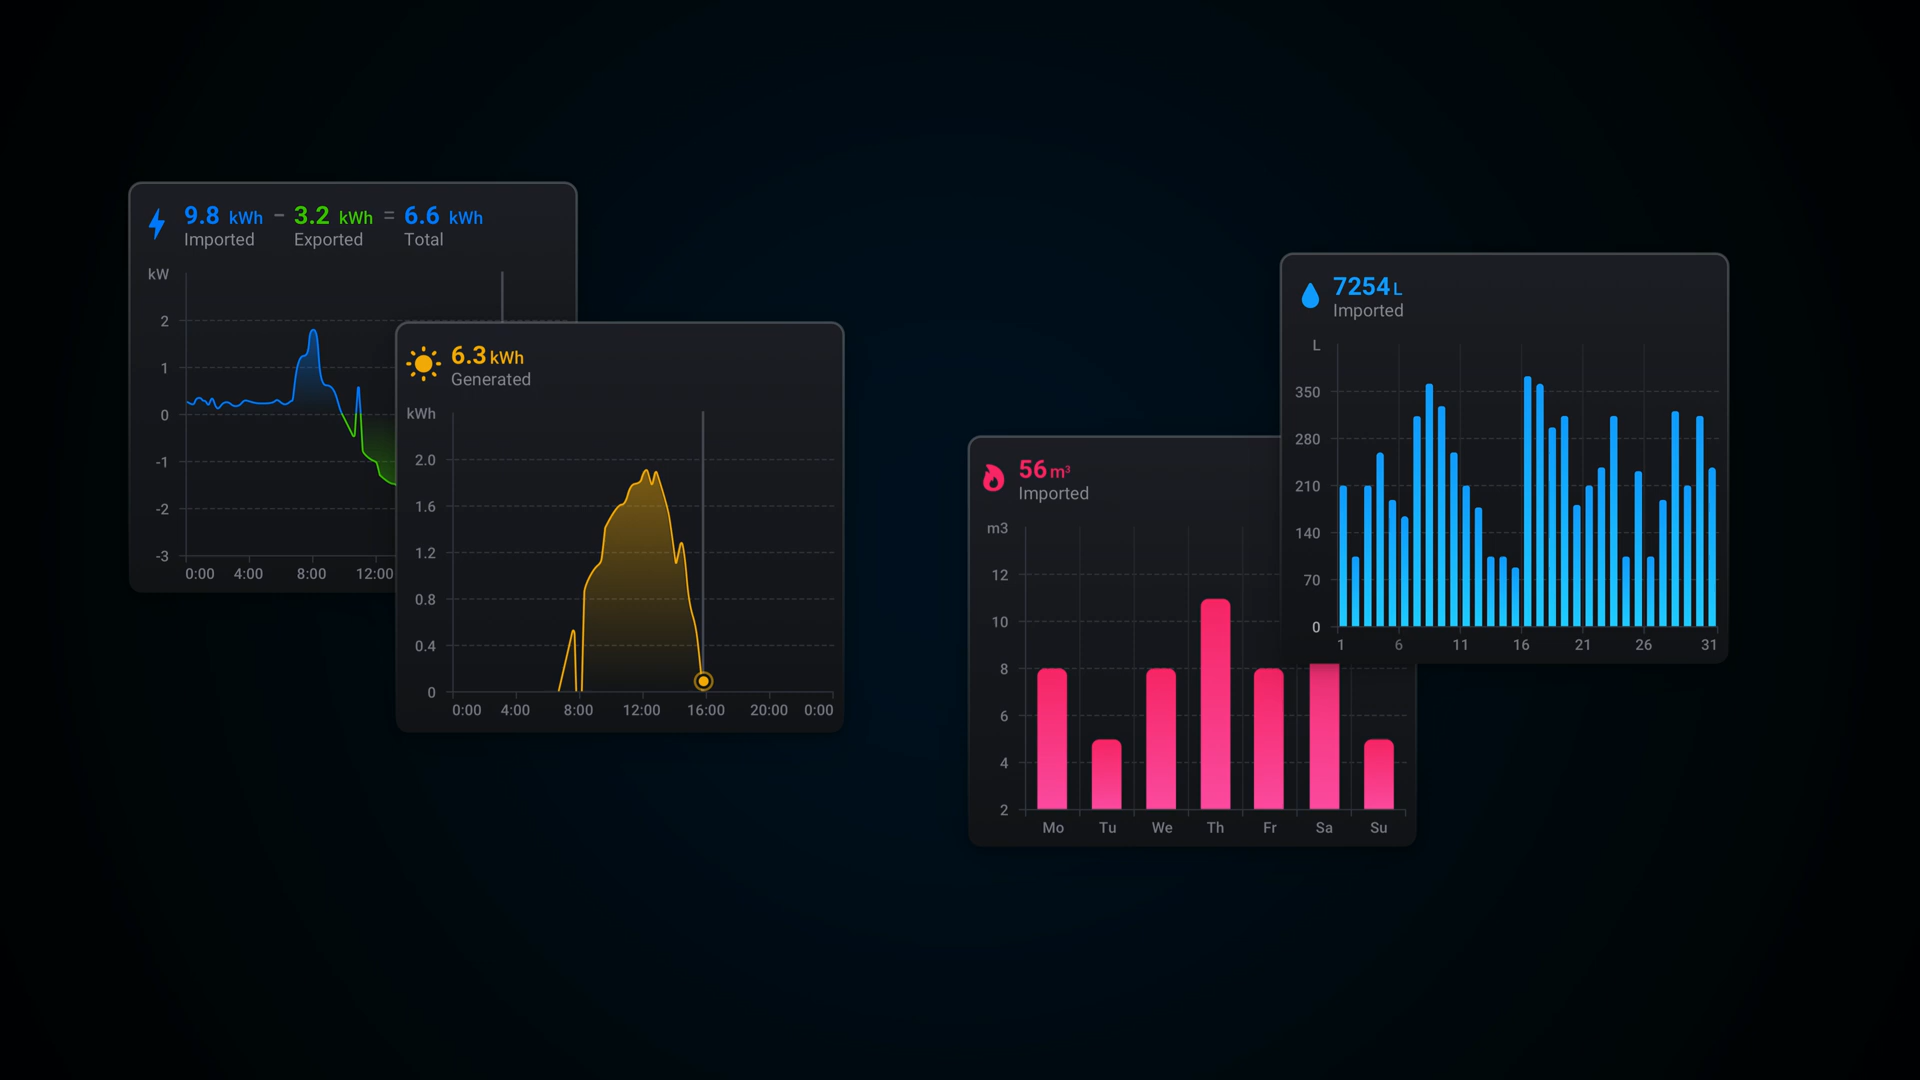 9.8 kWh – 3.2 kWh = 6.6 kWh
Imported Exported Total
kW
2
1
0
-1
-2
-3
0:00 4:00 8:00 12:00
6.3 kWh
Generated
kWh
2.0
1.6
1.2
0.8
0.4
0
0:00 4:00 8:00 12:00 16:00 20:00 0:00
56 m³
Imported
m3
12
10
8
6
4
2
Mo Tu We Th Fr Sa Su
7254 L
Imported
L
350
280
210
140
70
0
1 6 11 16 21 26 31